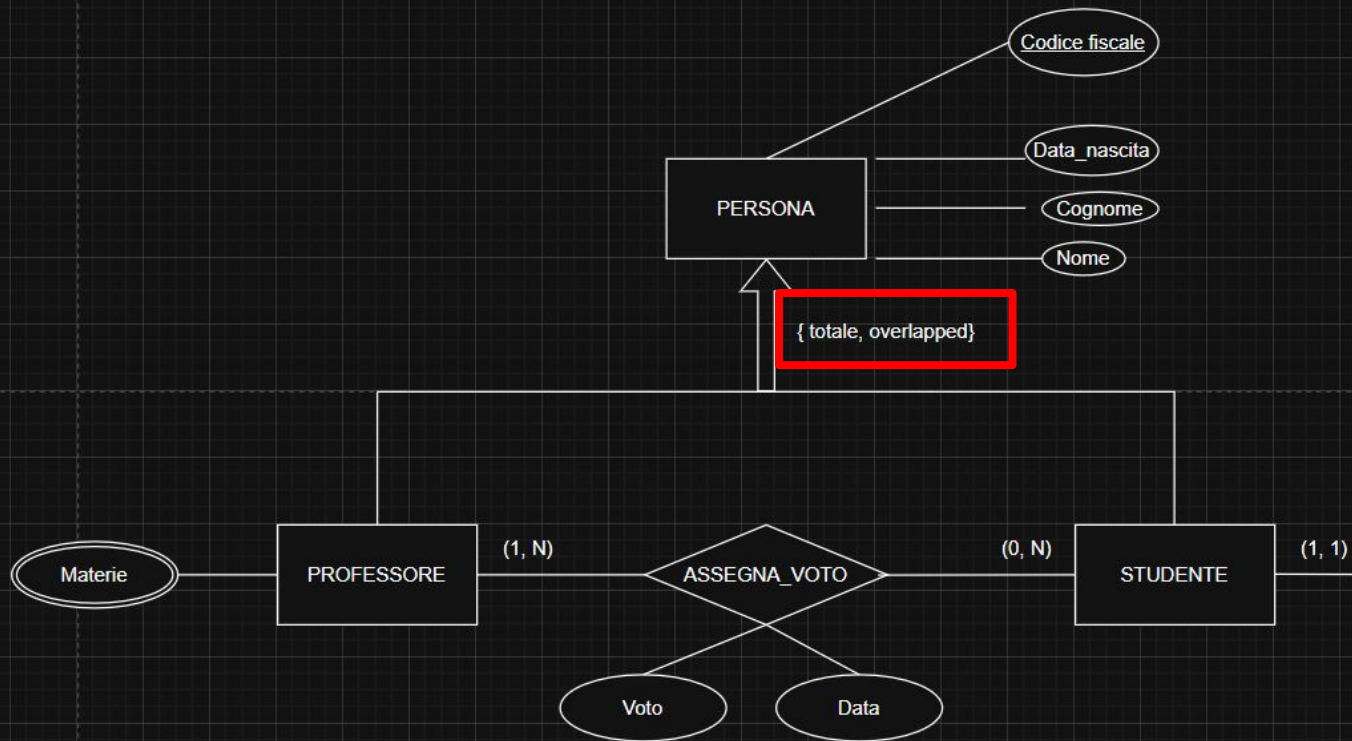 Codice fiscale
Data_nascita
PERSONA
Cognome
Nome
{ totale, overlapped}
(1, N)
(0, N)
(1, 1)
Materie
PROFESSORE
ASSEGNA_VOTO
STUDENTE
Voto
Data